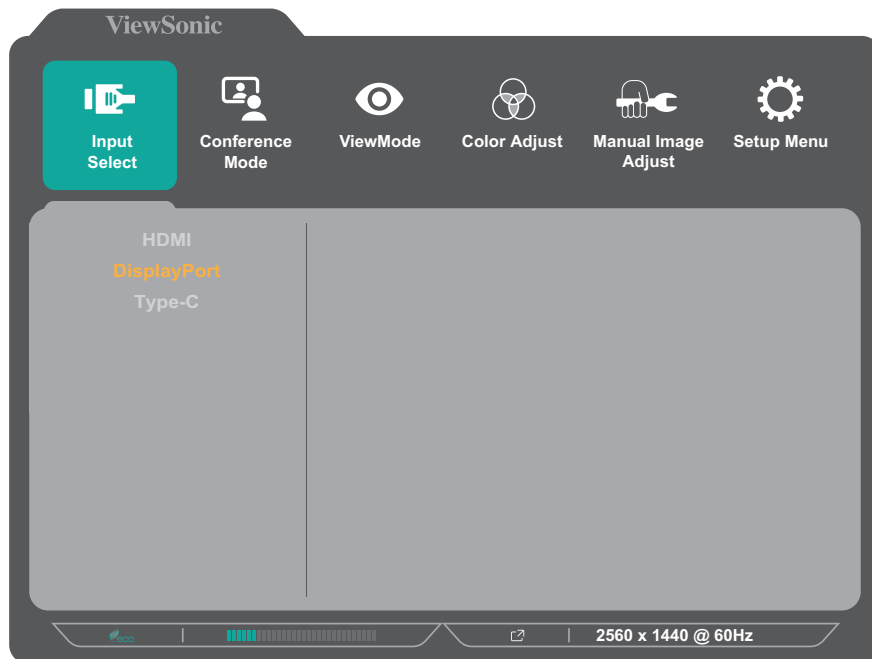 ViewSonic
Input
Select
Conference
Mode
ViewMode
Color Adjust
Manual Image
Adjust
Setup Menu
HDMI
DisplayPort
Type-C
eco
2560 x 1440 @ 60Hz